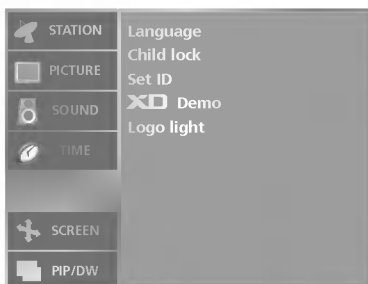 STATION
PICTURE
SOUND
TIME
SCREEN
PIP/DW
Language
Child lock
Set ID
XD Demo
Logo light